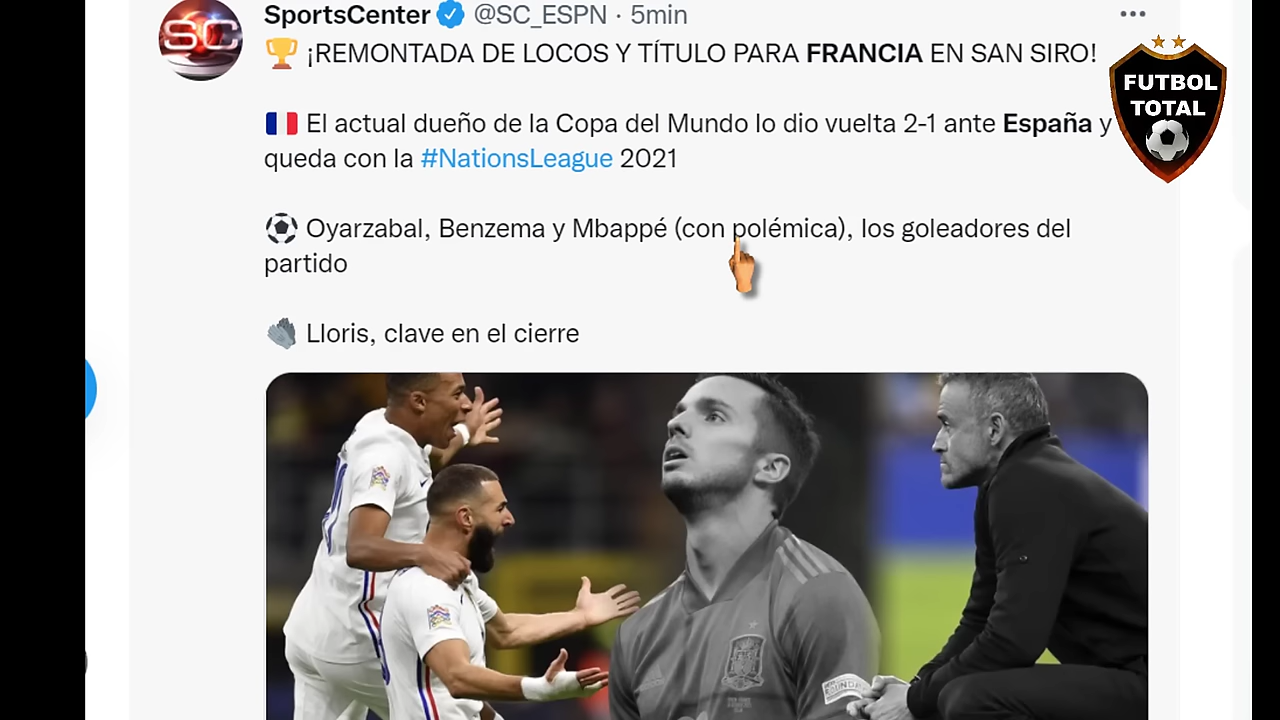 SportsCenter @SC_ESPN · 5min
🏆 ¡REMONTADA DE LOCOS Y TÍTULO PARA FRANCIA EN SAN SIRO!
FUTBOL
TOTAL
🇫🇷 El actual dueño de la Copa del Mundo lo dio vuelta 2-1 ante España y
queda con la #NationsLeague 2021
⚽ Oyarzabal, Benzema y Mbappé (con polémica), los goleadores del
partido
🧤 Lloris, clave en el cierre
SC